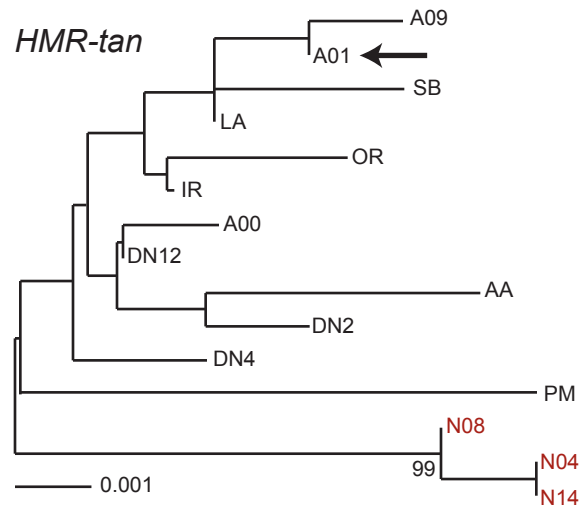 HMR-tan
A09
A01
SB
LA
OR
IR
A00
DN12
AA
DN2
DN4
PM
N08
99
N04
N14
0.001